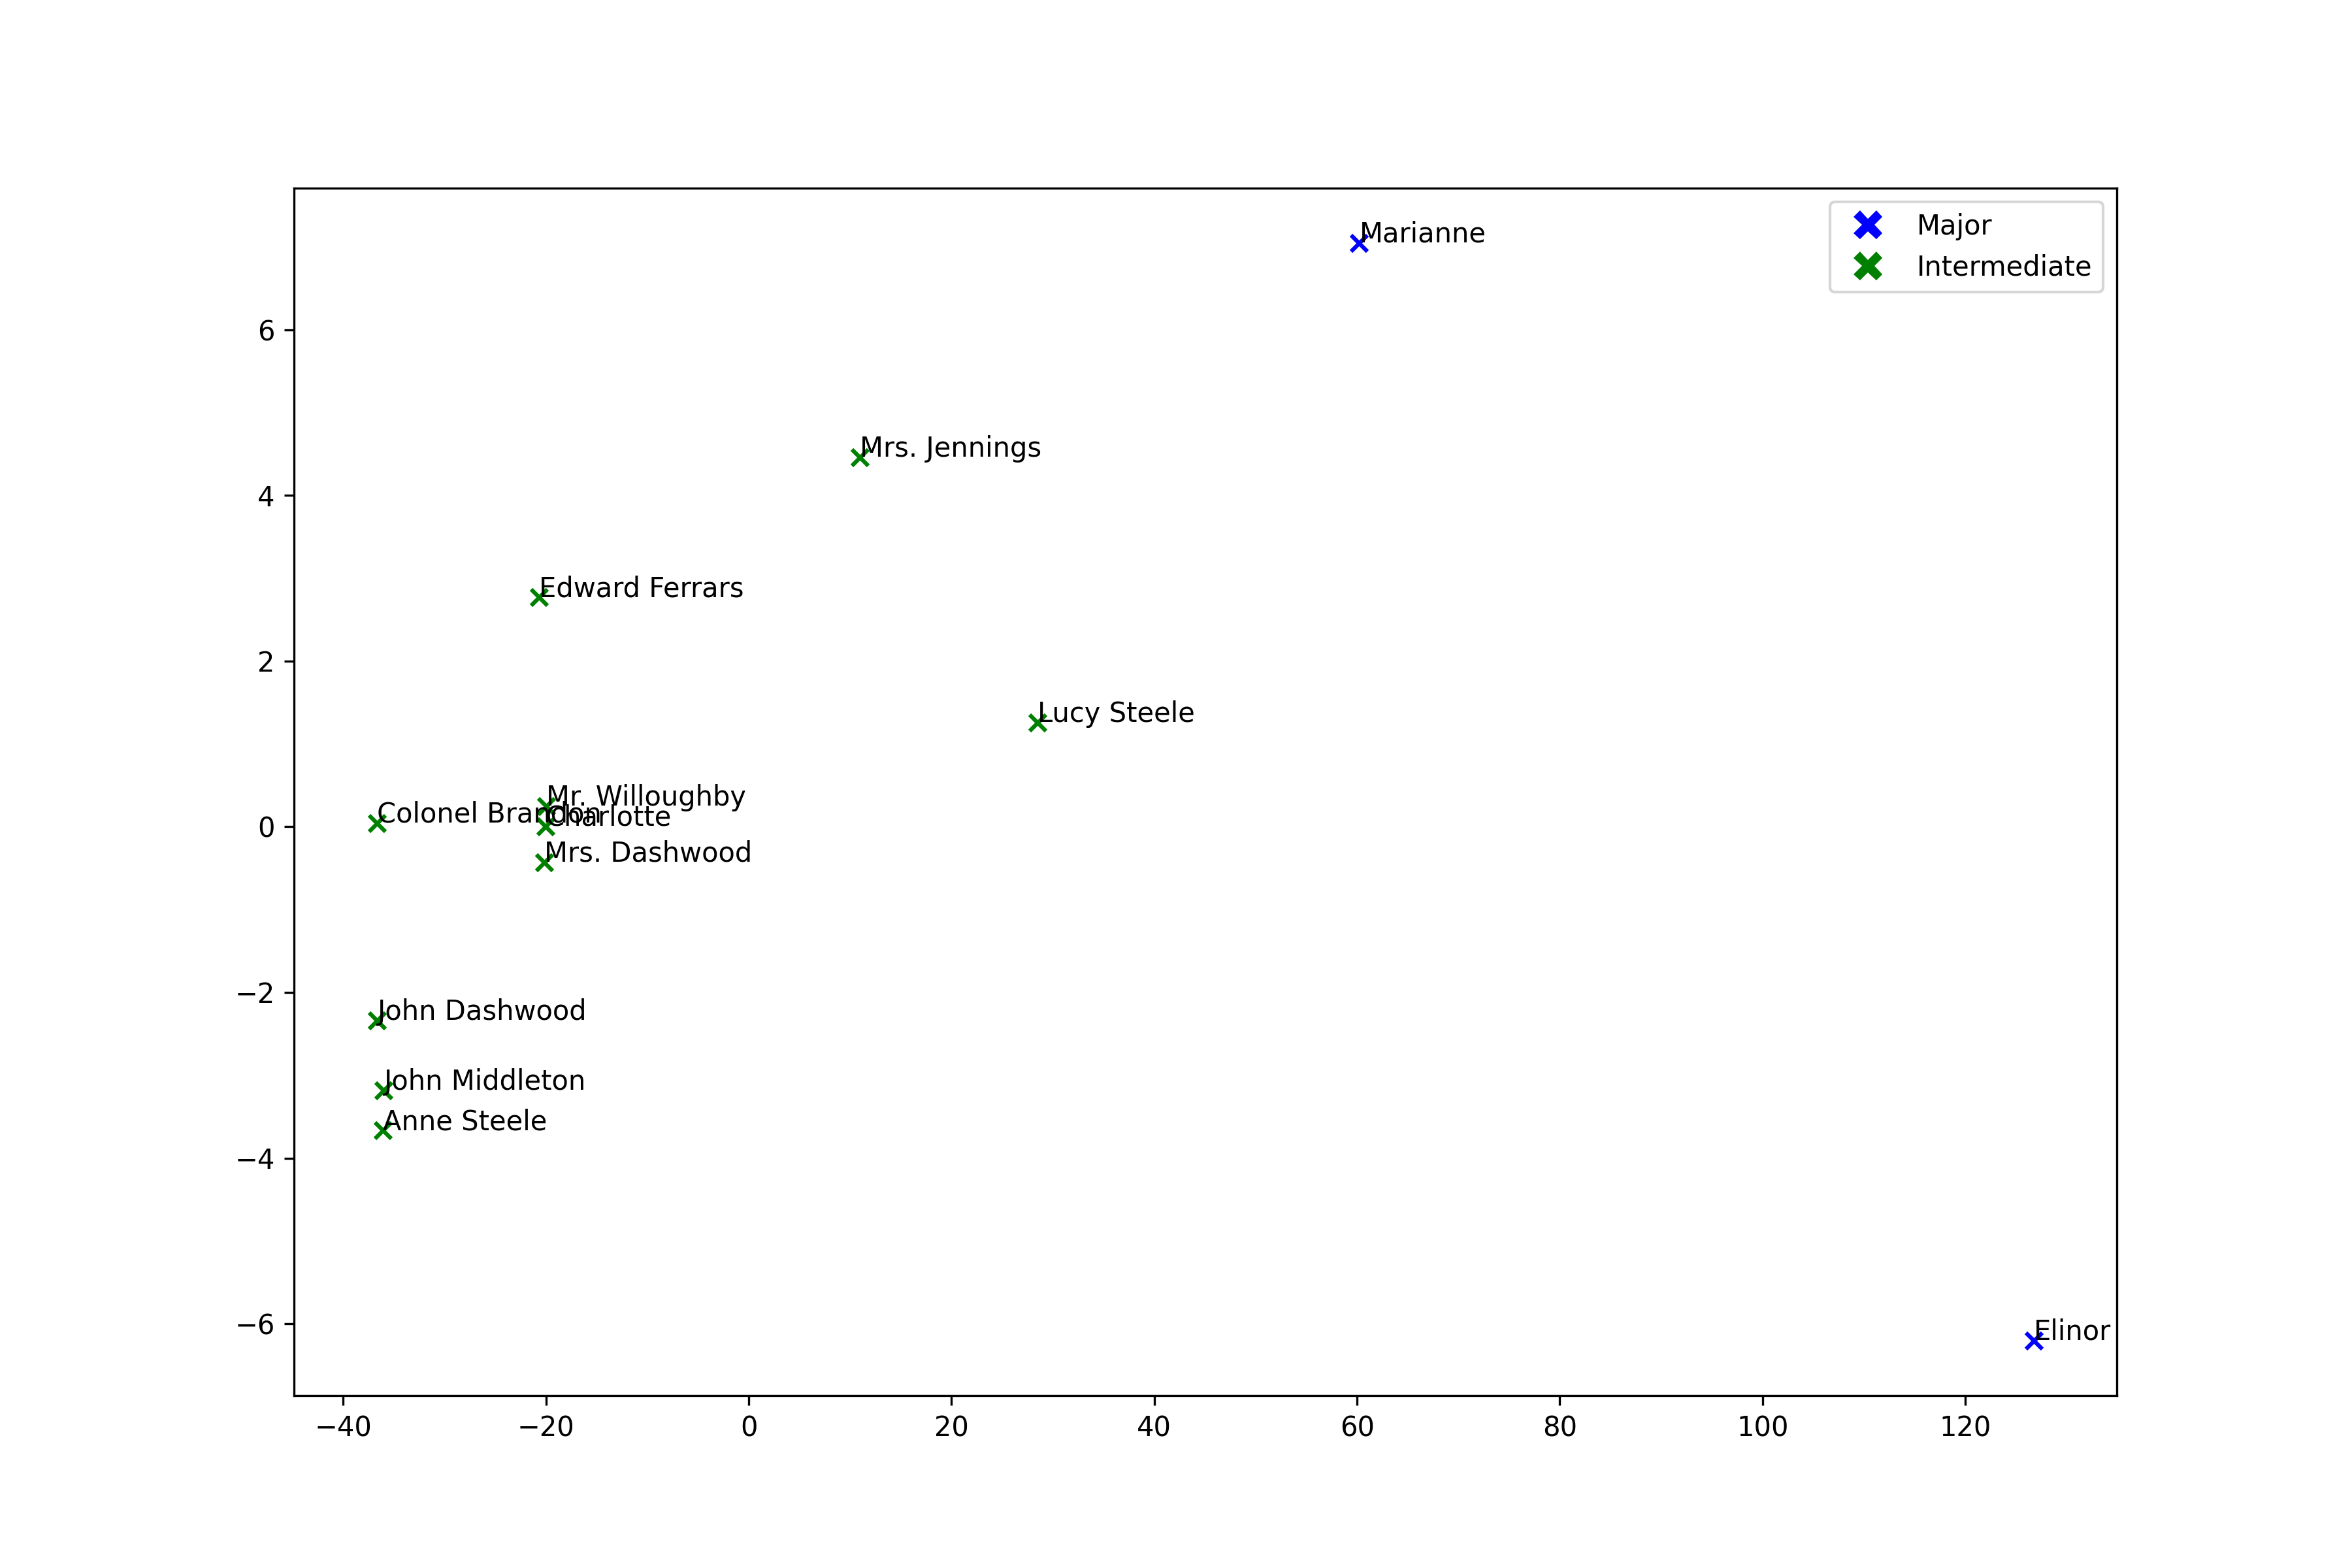 Marianne
Major
Intermediate
6
Mrs. Jennings
4
Edward Ferrars
2
Lucy Steele
Mr. Willoughby
Colonel Brandon
Charlotte
0
Mrs. Dashwood
−2
John Dashwood
John Middleton
Anne Steele
−4
−6
Elinor
−40 −20 0 20 40 60 80 100 120